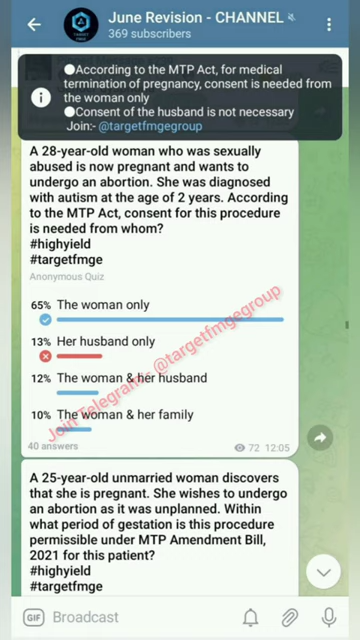 June Revision - CHANNEL
369 subscribers
TARGET
FMGE
●According to the MTP Act, for medical
termination of pregnancy, consent is needed from
the woman only
●Consent of the husband is not necessary
Join:- @targetfmgegroup
A 28-year-old woman who was sexually
abused is now pregnant and wants to
undergo an abortion. She was diagnosed
with autism at the age of 2 years. According
to the MTP Act, consent for this procedure
is needed from whom?
#highyield
#targetfmge
Anonymous Quiz
65% The woman only
13% Her husband only
12% The woman & her husband
10% The woman & her family
40 answers 72 12:05
Join Telegram:- @targetfmgegroup
A 25-year-old unmarried woman discovers
that she is pregnant. She wishes to undergo
an abortion as it was unplanned. Within
what period of gestation is this procedure
permissible under MTP Amendment Bill,
2021 for this patient?
#highyield
#targetfmge
GIF Broadcast